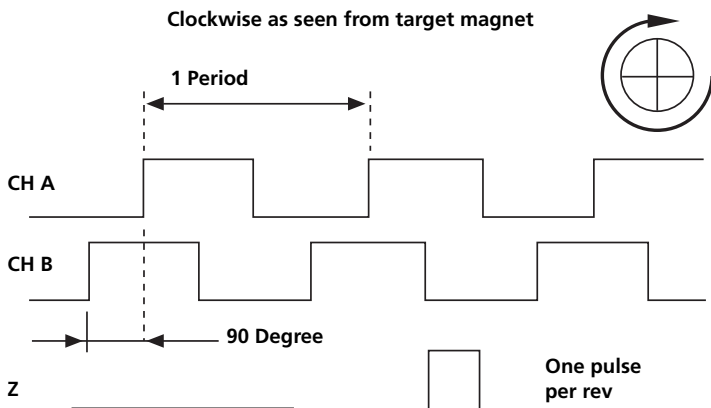 Clockwise as seen from target magnet
1 Period
CH A
CH B
90 Degree
Z
One pulse
per rev